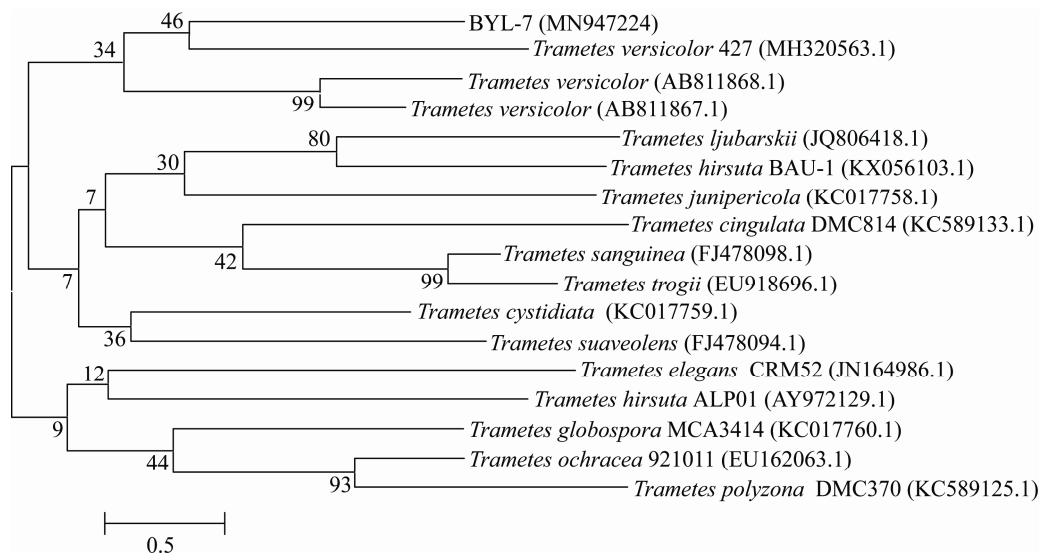 46
BYL-7 (MN947224)
34
Trametes versicolor 427 (MH320563.1)
Trametes versicolor (AB811868.1)
99
Trametes versicolor (AB811867.1)
80
Trametes ljubarskii (JQ806418.1)
30
Trametes hirsuta BAU-1 (KX056103.1)
7
Trametes junipericola (KC017758.1)
Trametes cingulata DMC814 (KC589133.1)
42
Trametes sanguinea (FJ478098.1)
7
99
Trametes trogii (EU918696.1)
Trametes cystidiata (KC017759.1)
36
Trametes suaveolens (FJ478094.1)
12
Trametes elegans CRM52 (JN164986.1)
Trametes hirsuta ALP01 (AY972129.1)
9
Trametes globospora MCA3414 (KC017760.1)
44
Trametes ochracea 921011 (EU162063.1)
93
Trametes polyzona DMC370 (KC589125.1)
0.5